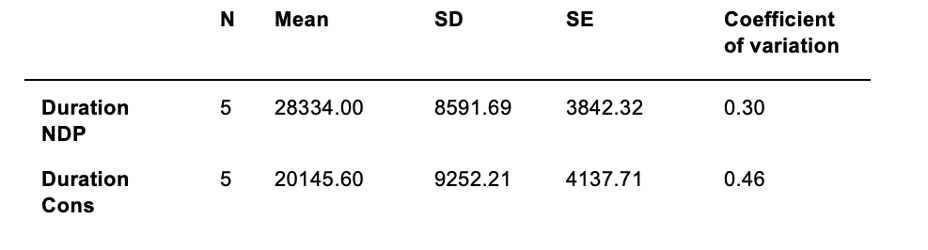 N Mean SD SE Coefficient
of variation
Duration 5 28334.00 8591.69 3842.32 0.30
NDP
Duration 5 20145.60 9252.21 4137.71 0.46
Cons